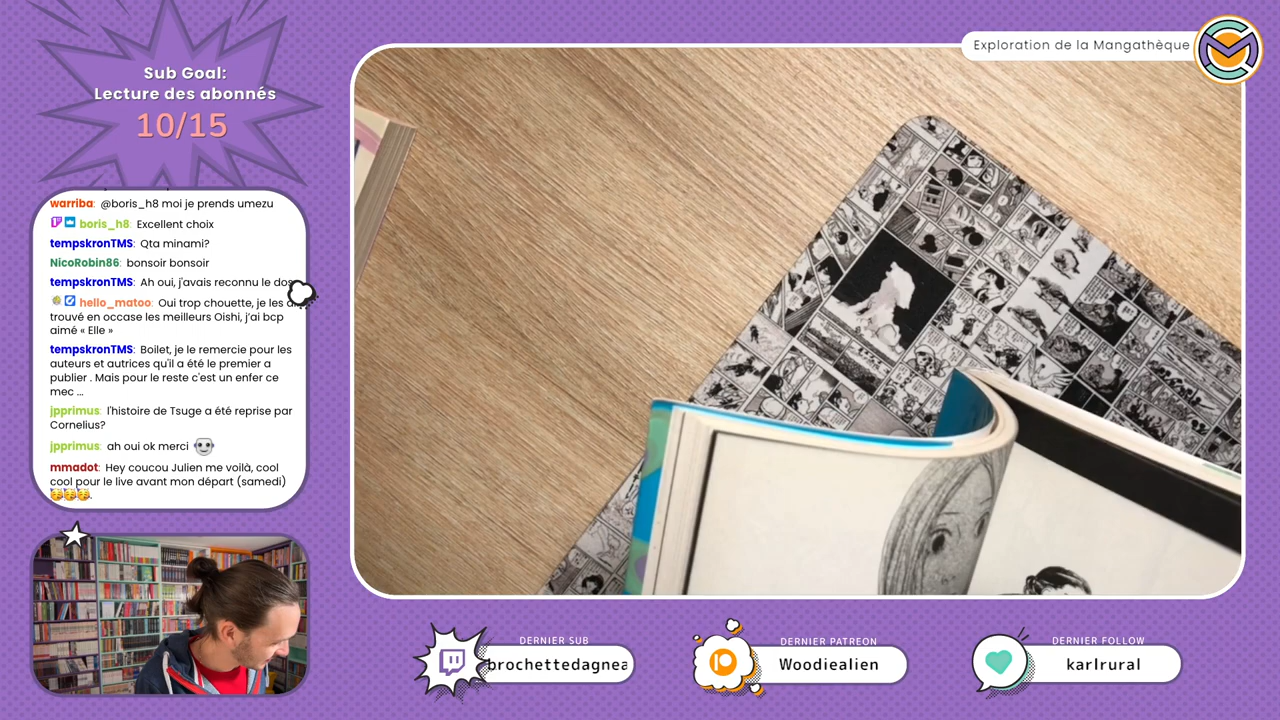 Sub Goal:
Lecture des abonnés
10/15
warriba: @boris_h8 moi je prends umezu
boris_h8: Excellent choix
tempskronTMS: Qta minami?
NicoRobin86: bonsoir bonsoir
tempskronTMS: Ah oui, j'avais reconnu le dos
hello_matoo: Oui trop chouette, je les
trouvé en occase les meilleurs Oishi, j'ai bcp
aimé « Elle »
tempskronTMS: Boilet, je le remercie pour les
auteurs et autrices qu'il a été le premier a
publier . Mais pour le reste c'est un enfer ce
mec ...
jpprimus: l'histoire de Tsuge a été reprise par
Cornelius?
jpprimus: ah oui ok merci
mmadot: Hey coucou Julien me voilà, cool
cool pour le live avant mon départ (samedi)
.
Exploration de la Mangathèque
DERNIER SUB
brochettedagnea
DERNIER PATREON
Woodiealien
DERNIER FOLLOW
karlrural